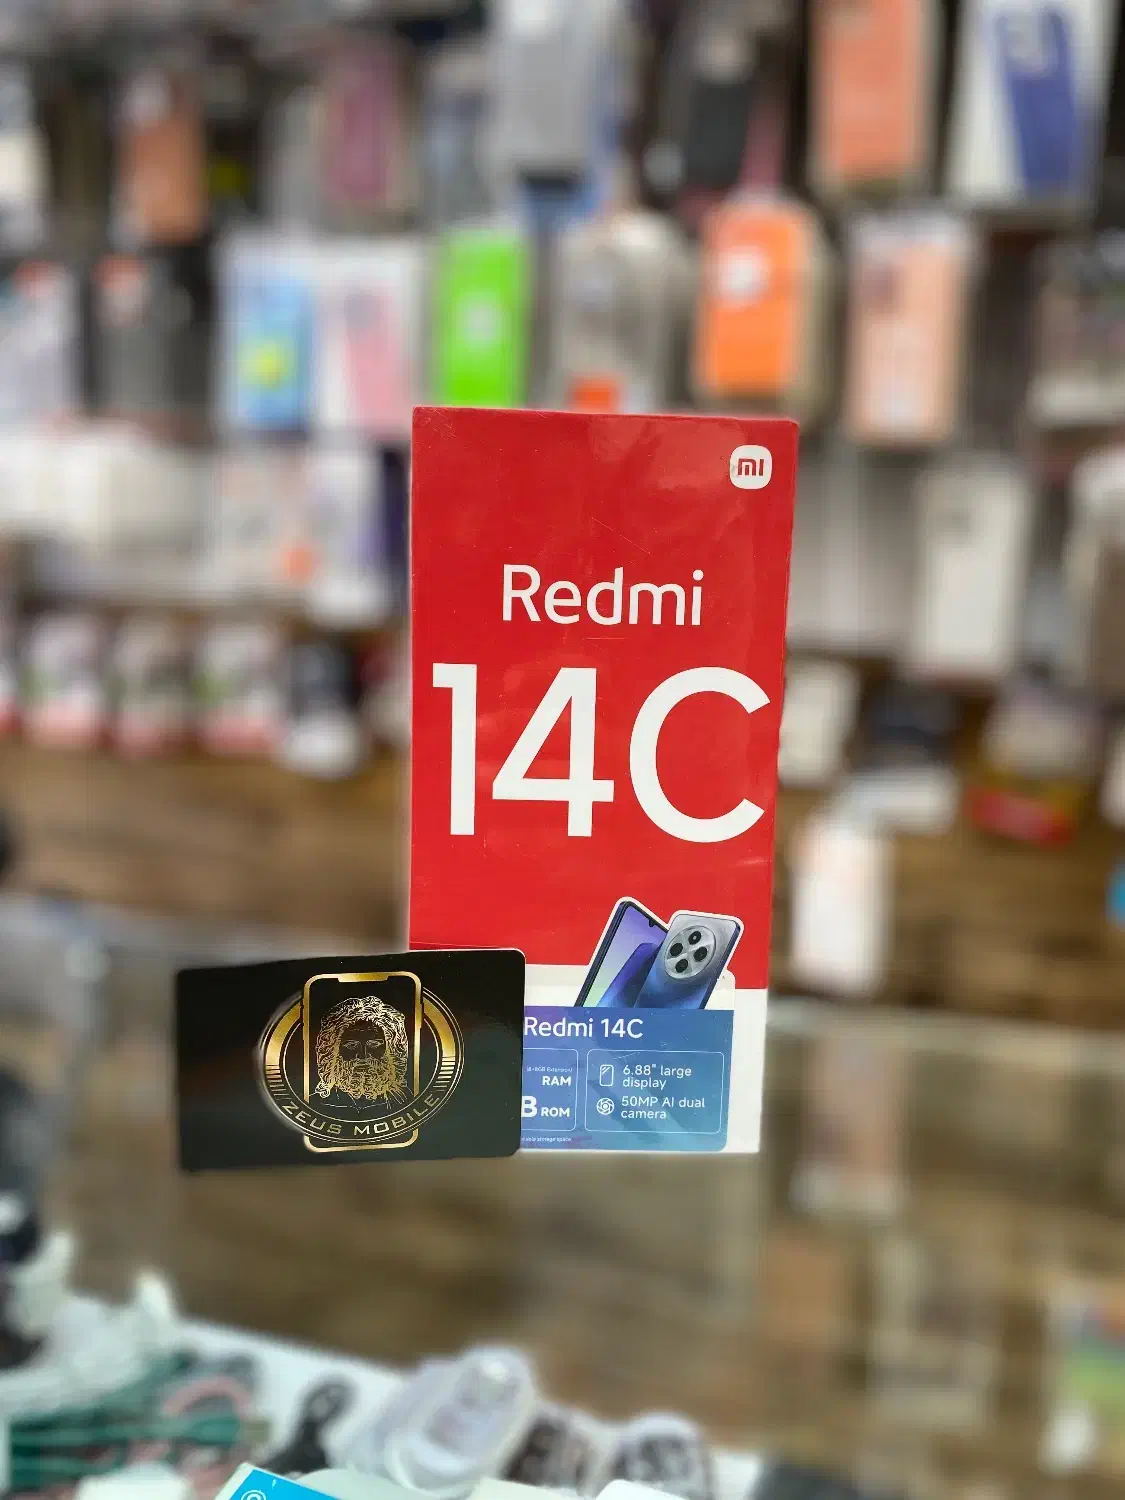 mi
Redmi
14C
Redmi 14C
RAM
6.88" large
display
B ROM
50MP AI dual
camera
ZEUS MOBILE